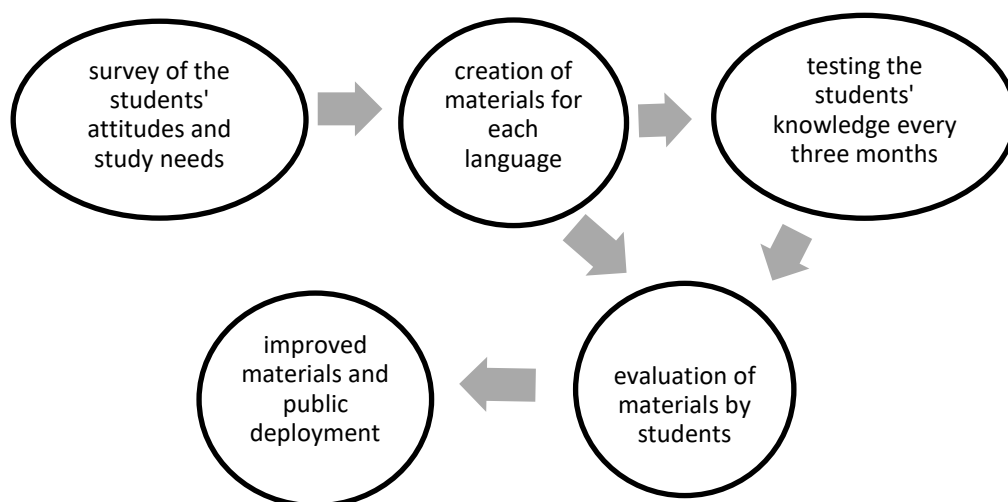 survey of the
students'
attitudes and
study needs
creation of
materials for
each
language
testing the
students'
knowledge every
three months
improved
materials and
public
deployment
evaluation of
materials by
students